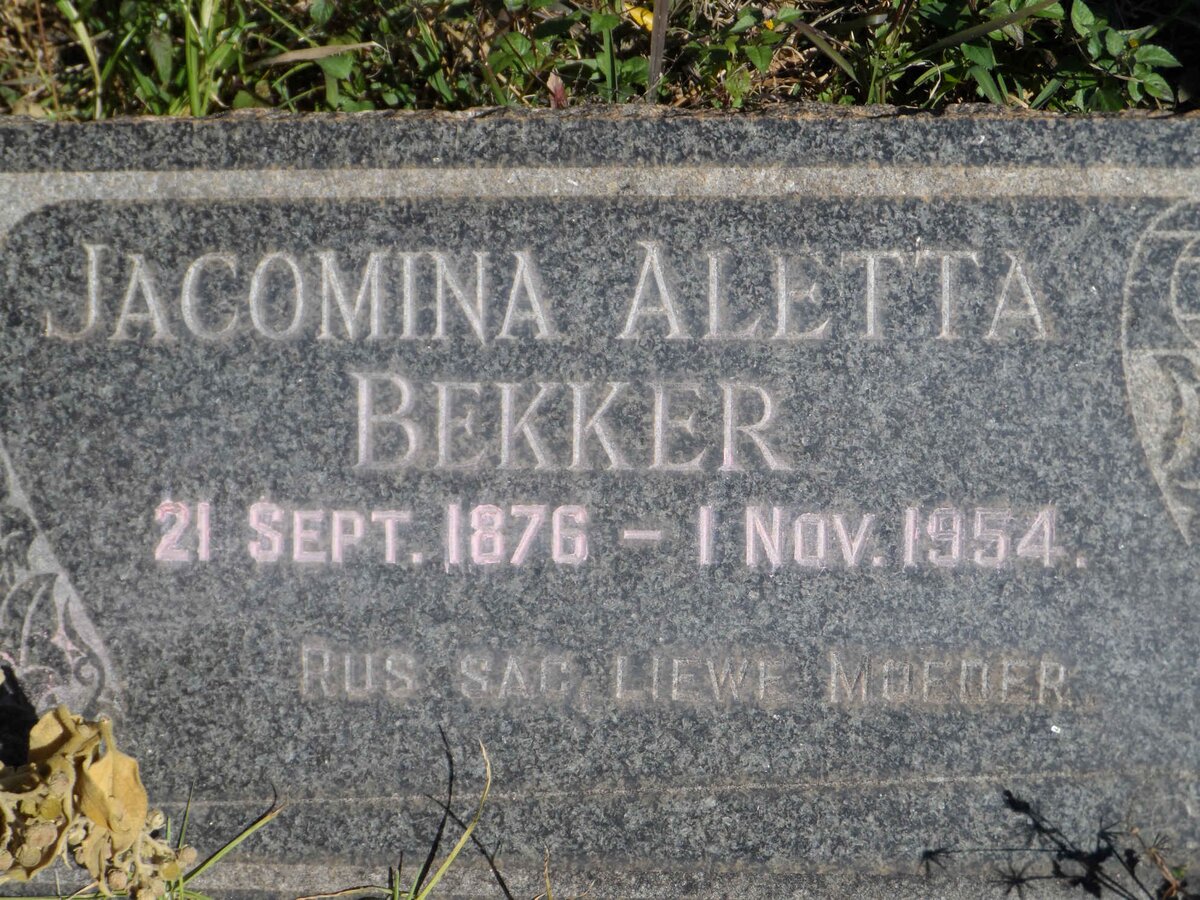 JACOMINA ALETTA
BEKKER
21 SEPT. 1876 - 1 NOV. 1954.
RUS SAG LIEWE MOEDER.